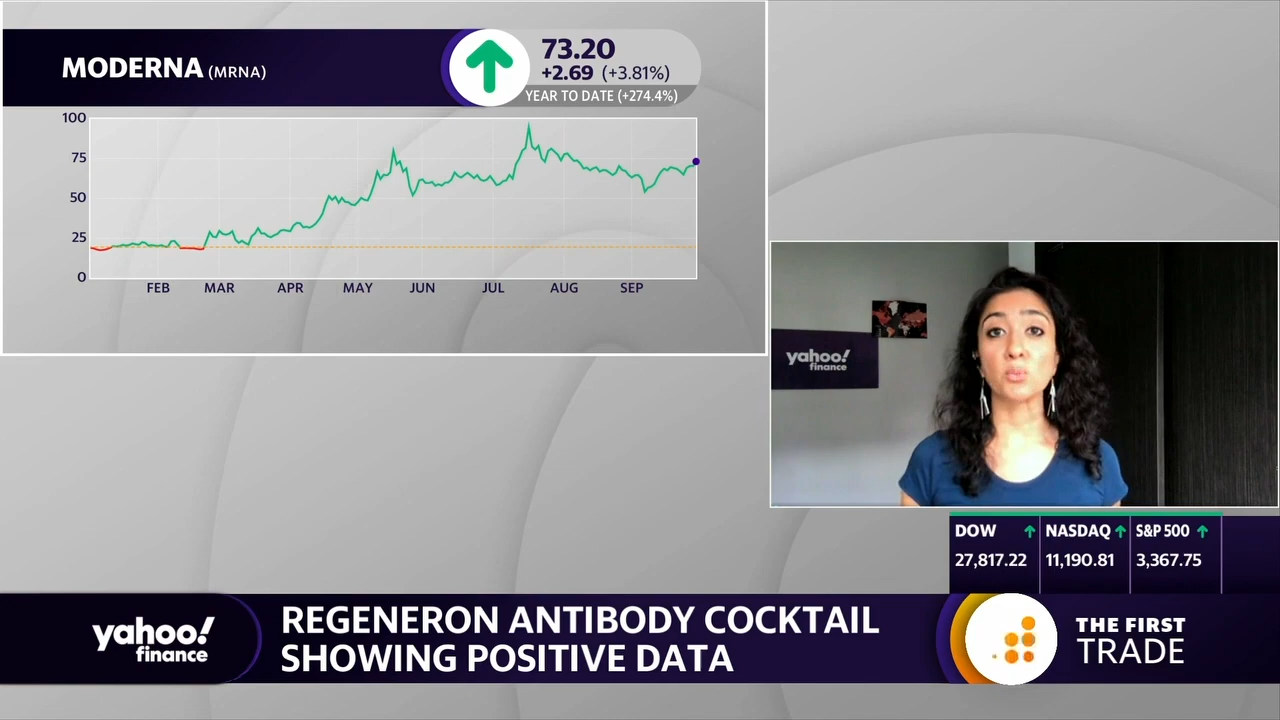 MODERNA (MRNA)
73.20
+2.69 (+3.81%)
YEAR TO DATE (+274.4%)
100
75
50
25
0
FEB MAR APR MAY JUN JUL AUG SEP
yahoo!
finance
DOW NASDAQ S&P 500
27,817.22 11,190.81 3,367.75
yahoo!
finance
REGENERON ANTIBODY COCKTAIL
SHOWING POSITIVE DATA
THE FIRST
TRADE